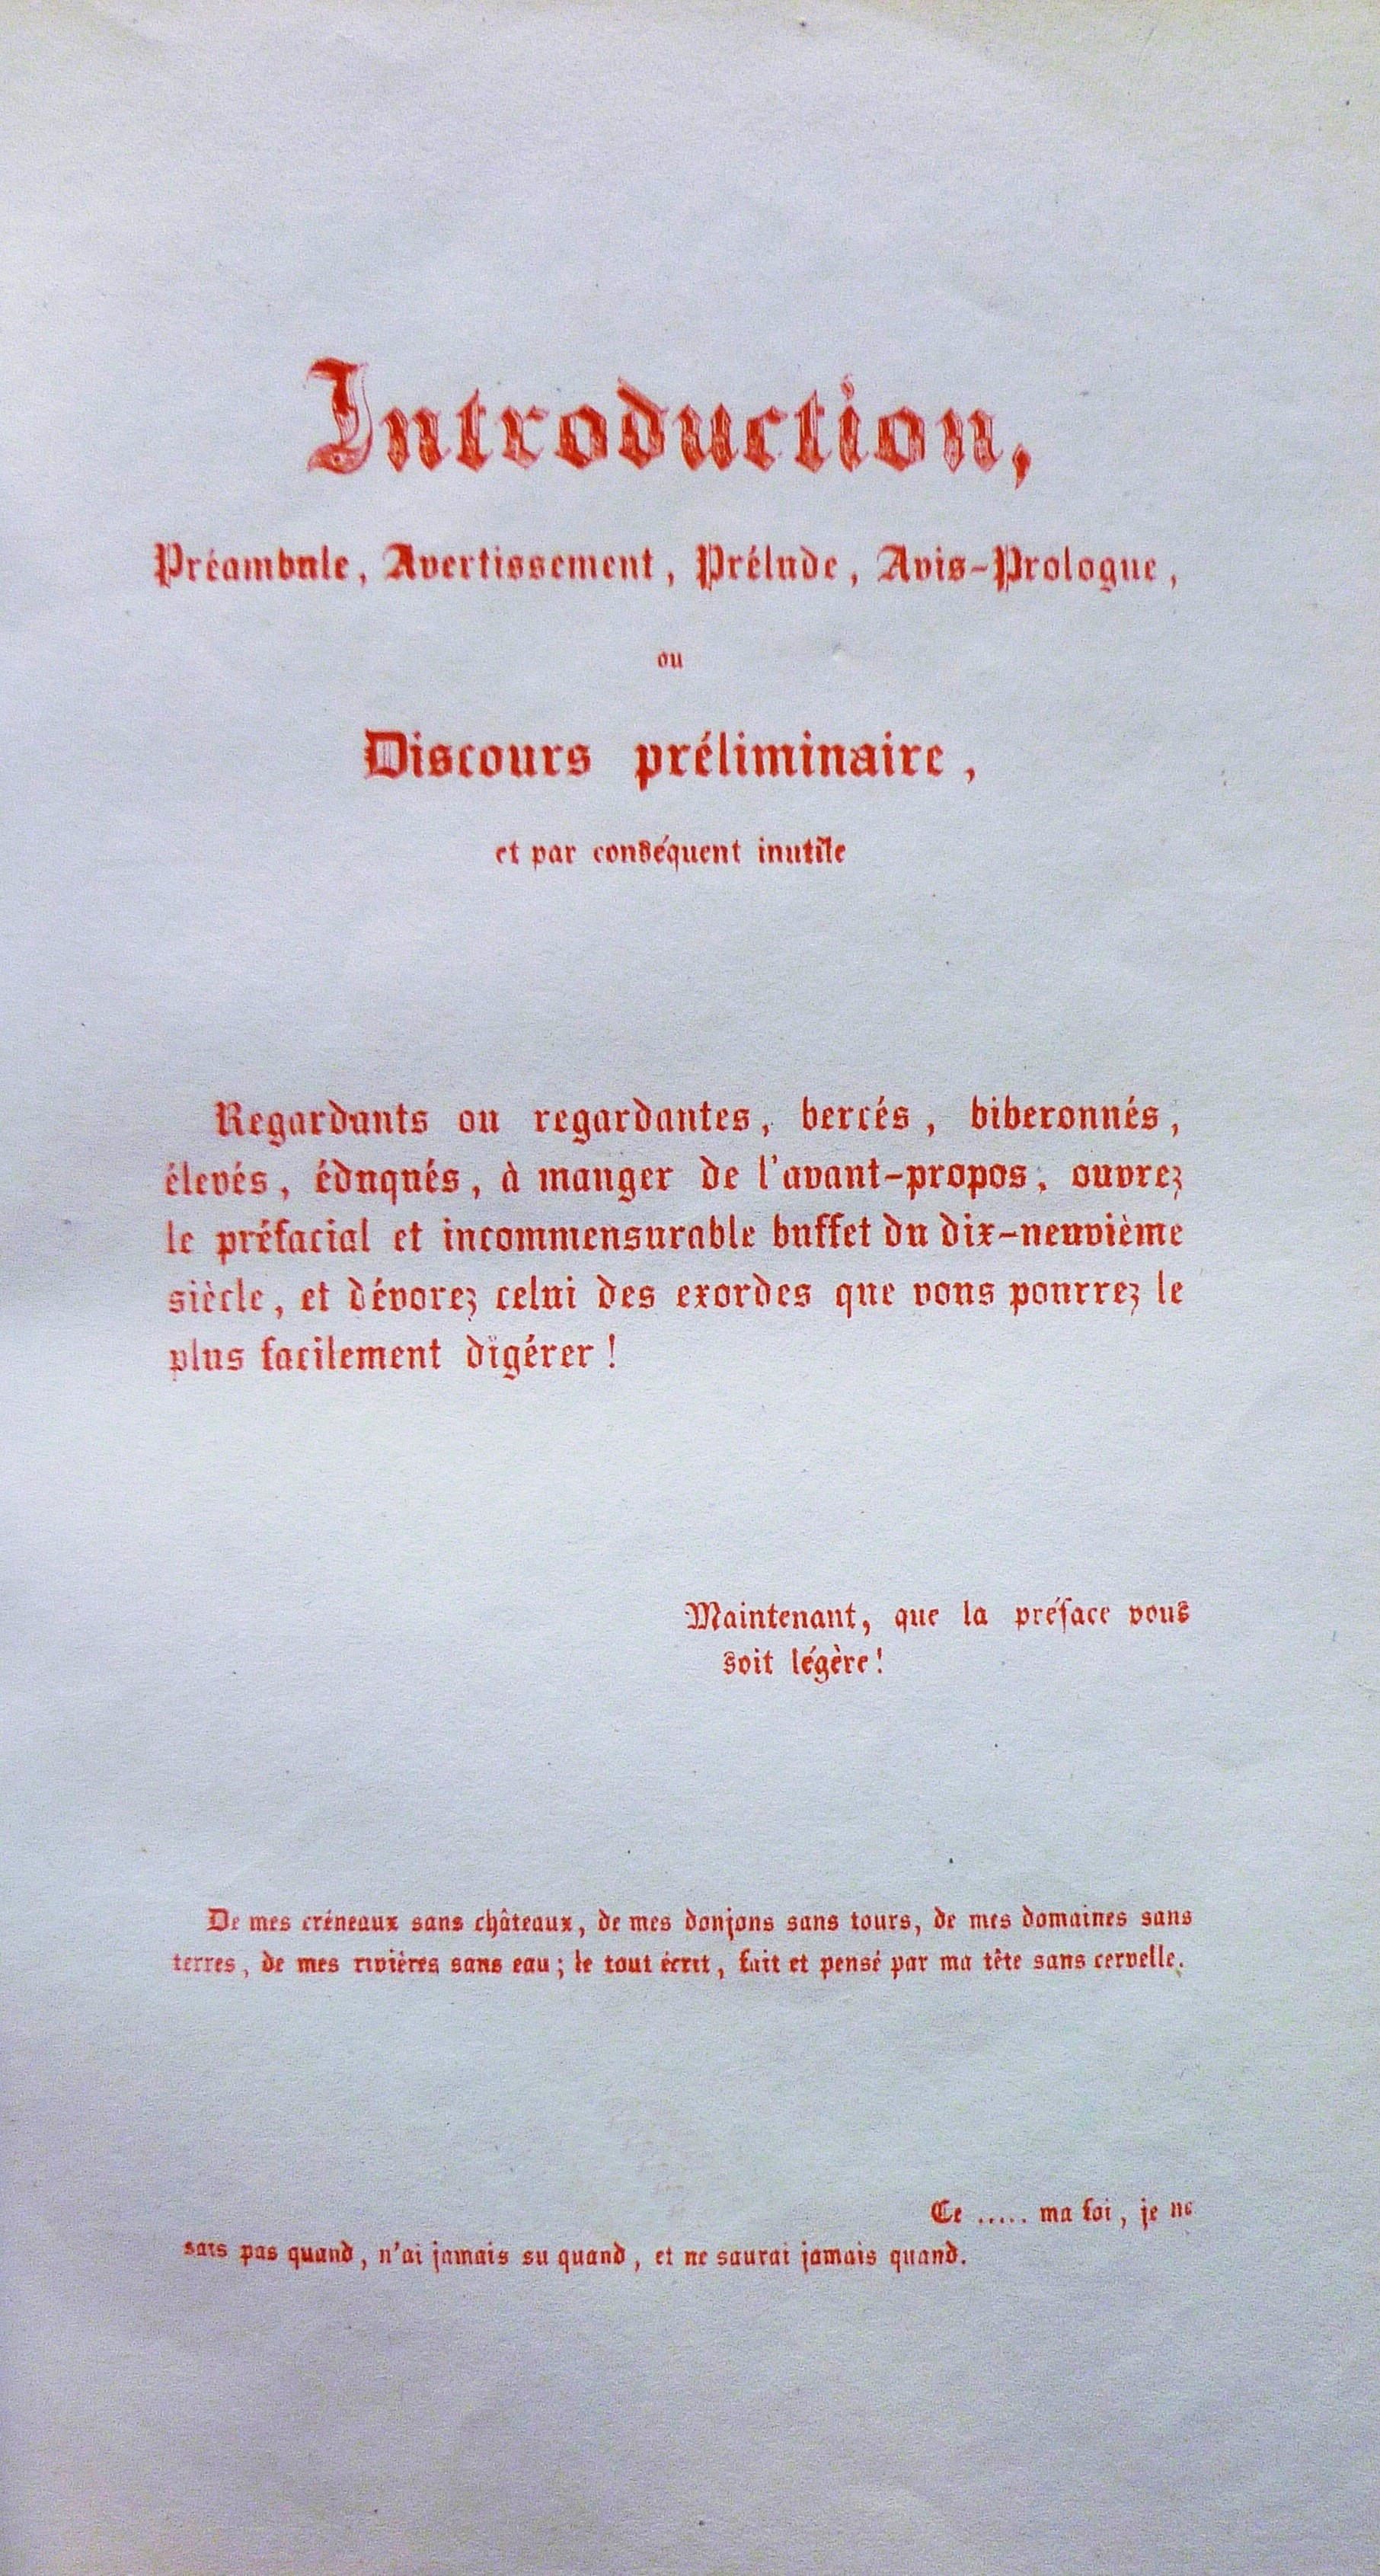 Introduction,
Préambule, Avertissement, Prélude, Avis-Prologue,
ou
Discours préliminaire,
et par conséquent inutile
Regardants ou regardantes, bercés, biberonnés,
élevés, éduqués, à manger de l'avant-propos, ouvrez
le préfacial et incommensurable buffet du dix-neuvième
siècle, et dévorez celui des exordes que vous pourrez le
plus facilement digérer !
Maintenant, que la préface vous
soit légère !
De mes créneaux sans châteaux, de mes donjons sans tours, de mes domaines sans
terres, de mes rivières sans eau ; le tout écrit, fait et pensé par ma tête sans cervelle.
Ce ..... ma foi, je ne
sais pas quand, n'ai jamais su quand, et ne saurai jamais quand.